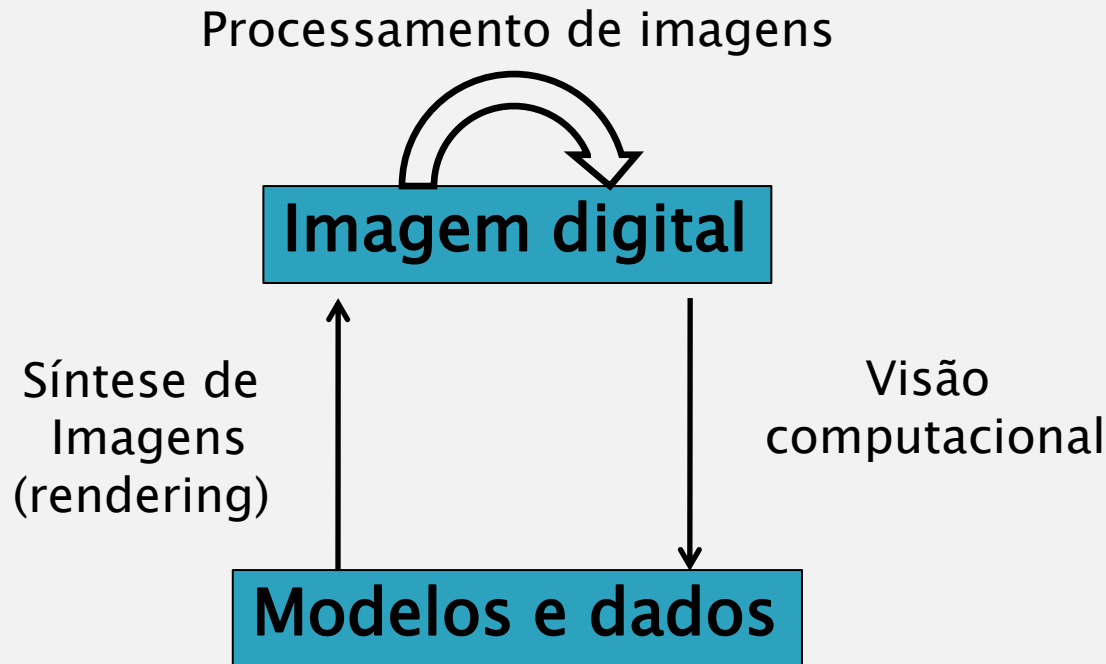 Processamento de imagens
Imagem digital
Síntese de
Imagens
(rendering)
Visão
computacional
Modelos e dados